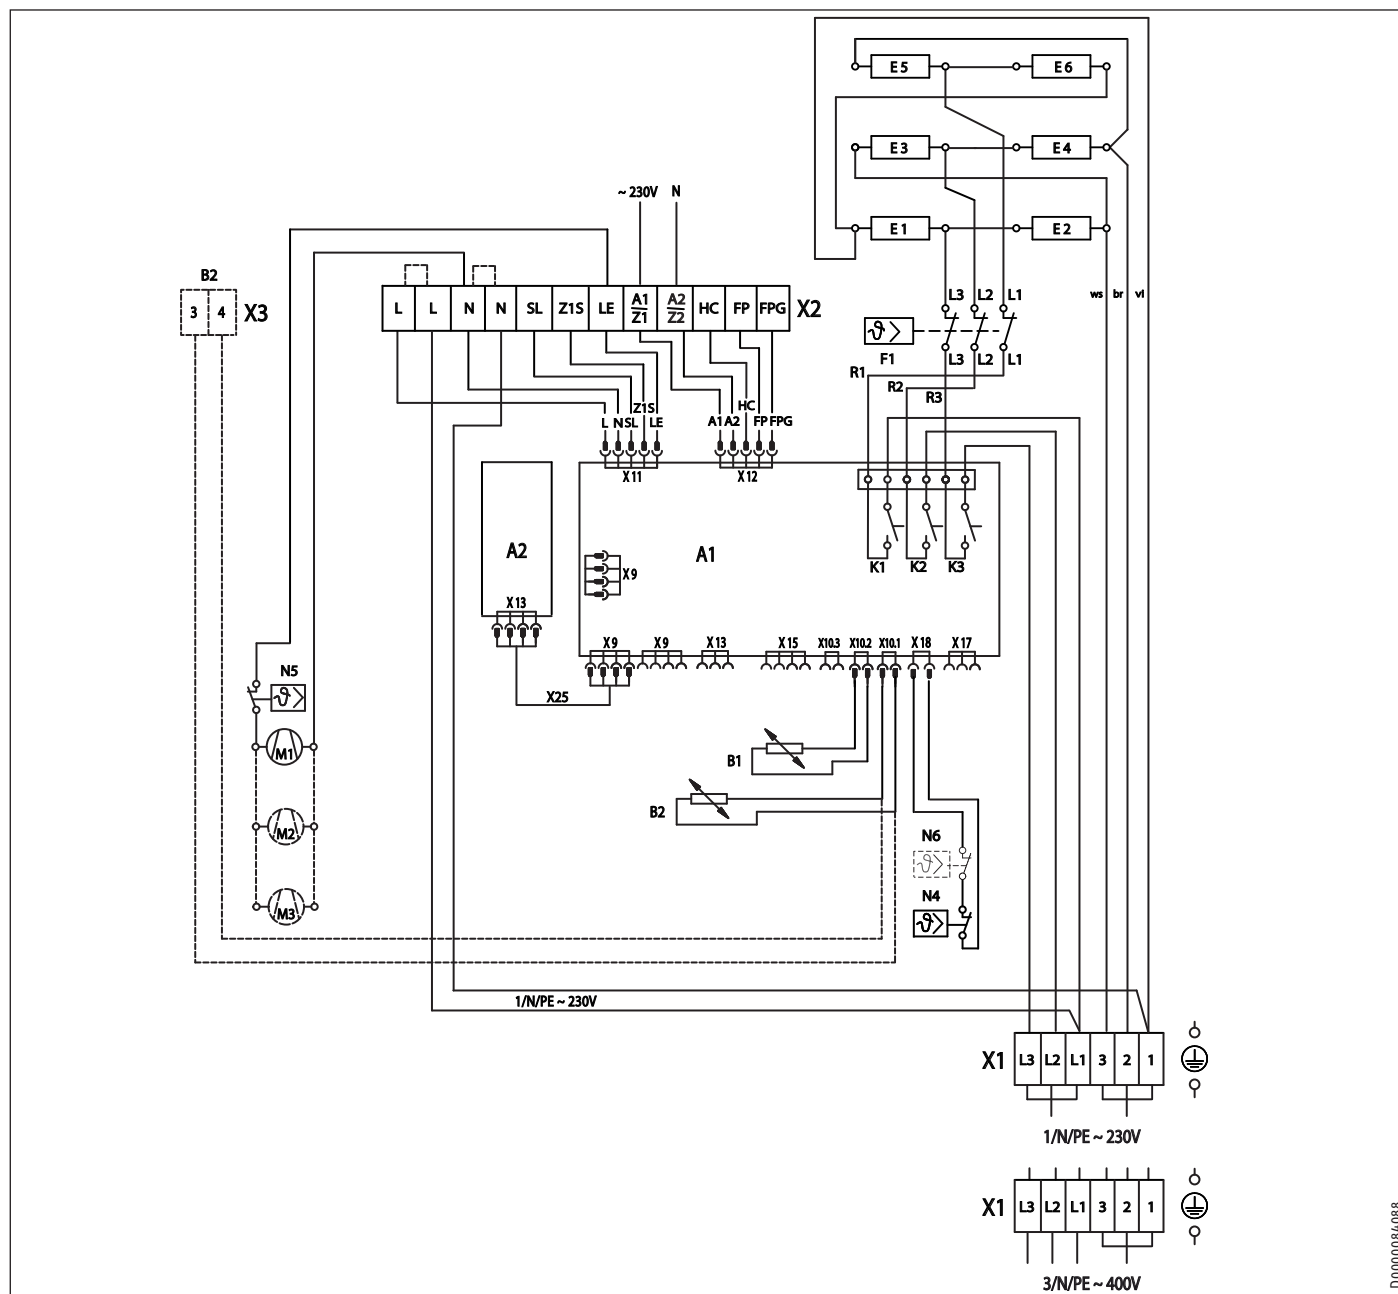 E5 E6
E3 E4
~ 230V N
E1 E2
B2
ws br vl
3 4 X3
L L N N SL Z1S LE A1 Z1 A2 Z2 HC FP FPG X2
L3 L2 L1
F1
L3 L2 L1
R1
R2
R3
L N SL Z1S LE
A1 A2 HC FP FPG
X11 X12
A2 A1
X9
K1 K2 K3
X13
X9 X9 X13 X15 X10.3 X10.2 X10.1 X18 X17
N5
X25
M1
B1
B2
M2
N6
N4
M3
1/N/PE ~ 230V
X1 L3 L2 L1 3 2 1
1/N/PE ~ 230V
X1 L3 L2 L1 3 2 1
3/N/PE ~ 400V
D0000084088